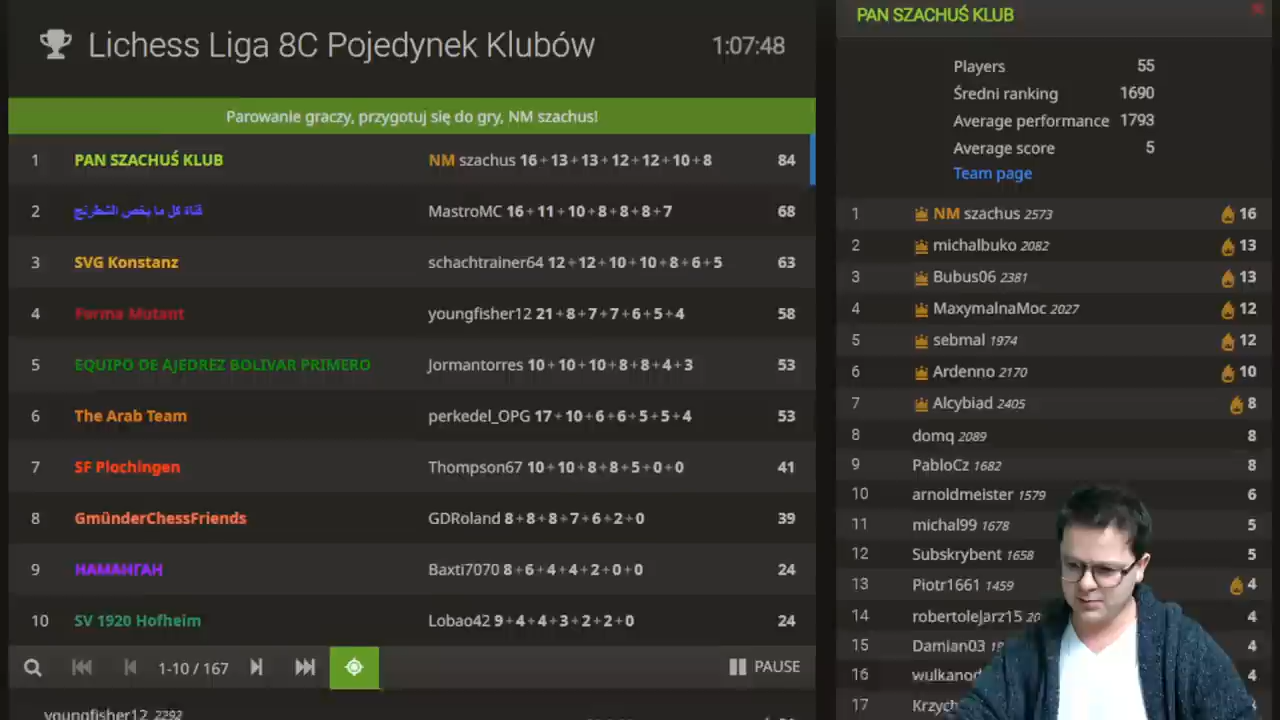 Lichess Liga 8C Pojedynek Klubów 1:07:48
Parowanie graczy, przygotuj się do gry, NM szachus!
1 PAN SZACHUŚ KLUB NM szachus 16+13+13+12+12+10+8 84
2 قناة كل ما يخص الشطرنج MastroMC 16+11+10+8+8+8+7 68
3 SVG Konstanz schachtrainer64 12+12+10+10+8+6+5 63
4 Forma Mutant youngfisher12 21+8+7+7+6+5+4 58
5 EQUIPO DE AJEDREZ BOLIVAR PRIMERO Jormantorres 10+10+10+8+8+4+3 53
6 The Arab Team perkedel_OPG 17+10+6+6+5+5+4 53
7 SF Plochingen Thompson67 10+10+8+8+5+0+0 41
8 GmünderChessFriends GDRoland 8+8+8+7+6+2+0 39
9 НАМАНГАН Baxti7070 8+6+4+4+2+0+0 24
10 SV 1920 Hofheim Lobao42 9+4+4+3+2+2+0 24
1-10 / 167 PAUSE
youngfisher12 2292
PAN SZACHUŚ KLUB
Players 55
Średni ranking 1690
Average performance 1793
Average score 5
Team page
1 NM szachus 2573 16
2 michalbuko 2082 13
3 Bubus06 2381 13
4 MaxymalnaMoc 2027 12
5 sebmal 1974 12
6 Ardenno 2170 10
7 Alcybiad 2405 8
8 domq 2089 8
9 PabloCz 1682 8
10 arnoldmeister 1579 6
11 michal99 1678 5
12 Subskrybent 1658 5
13 Piotr1661 1459 4
14 robertolejarz15 20 4
15 Damian03 4
16 4
17